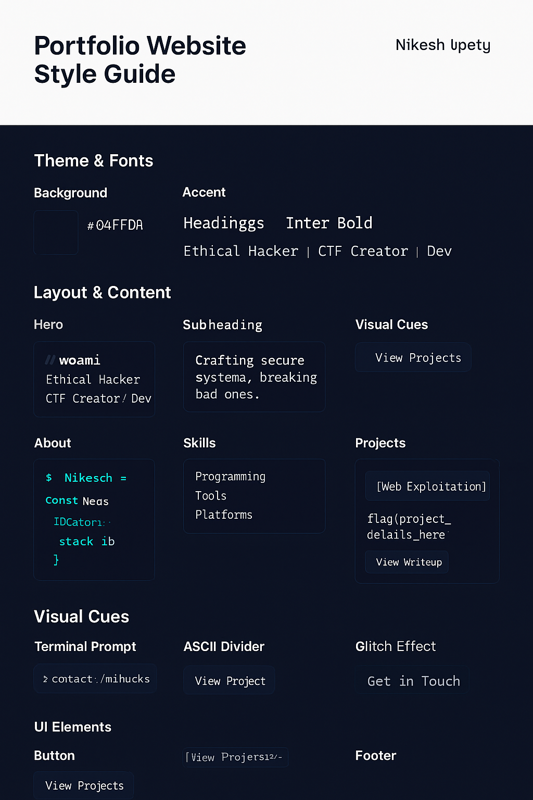 Portfolio Website
Style Guide
Nikesh Upety
Theme & Fonts
Background
Accent
#04FFDA
Headinggs Inter Bold
Ethical Hacker | CTF Creator | Dev
Layout & Content
Hero
Subheading
Visual Cues
// woami
Ethical Hacker
CTF Creator / Dev
Crafting secure
systema, breaking
bad ones.
View Projects
About
Skills
Projects
$ Nikesch =
Const Neas
stack ib
}
Programming
Tools
Platforms
[Web Exploitation]
flag(project_
delails_here
View Writeup
Visual Cues
Terminal Prompt
ASCII Divider
Glitch Effect
contact:/mihucks
View Project
Get in Touch
UI Elements
Button
[View
Footer
View Projects